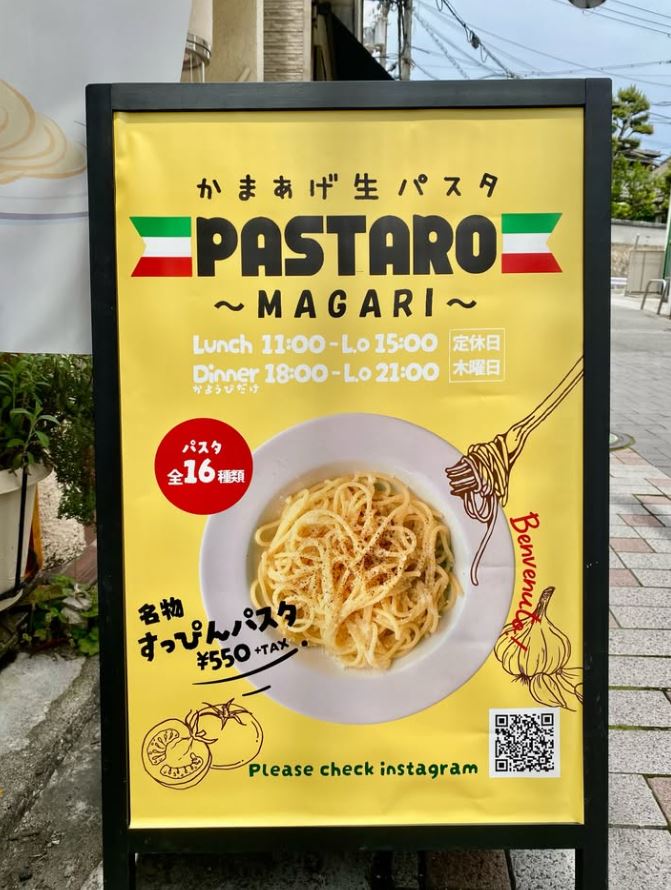 かまあげ生パスタ
PASTARO
～MAGARI～
Lunch 11:00 - L.o 15:00
Dinner 18:00 - L.o 21:00
かようびだけ
定休日
木曜日
パスタ
全16種類
名物
すっぴんパスタ
¥550 +TAX
Benvenuto!
Please check instagram